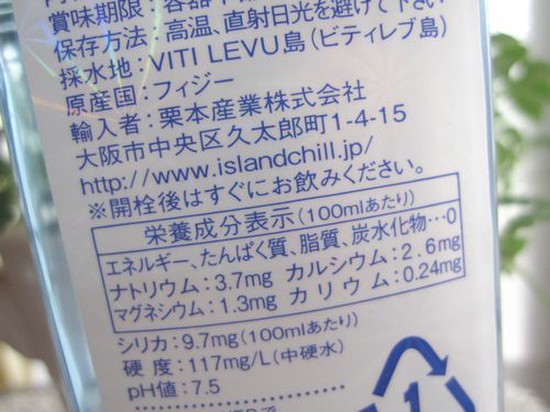 賞味期限：容器
保存方法：高温、直射日光を避けて下さい
採水地：VITI LEVU島（ビティレブ島）
原産国：フィジー
輸入者：栗本産業株式会社
大阪市中央区久太郎町1-4-15
http://www.islandchill.jp/
※開栓後はすぐにお飲みください。
栄養成分表示（100mlあたり）
エネルギー、たんぱく質、脂質、炭水化物…0
ナトリウム：3.7mg カルシウム：2.6mg
マグネシウム：1.3mg カリウム：0.24mg
シリカ：9.7mg(100mlあたり)
硬度：117mg/L(中硬水)
pH値：7.5
1